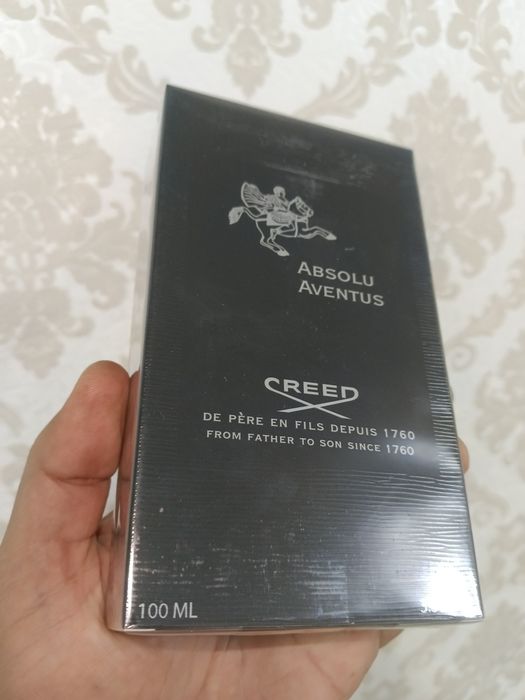 ABSOLU
AVENTUS
CREED
DE PÈRE EN FILS DEPUIS 1760
FROM FATHER TO SON SINCE 1760
100 ML